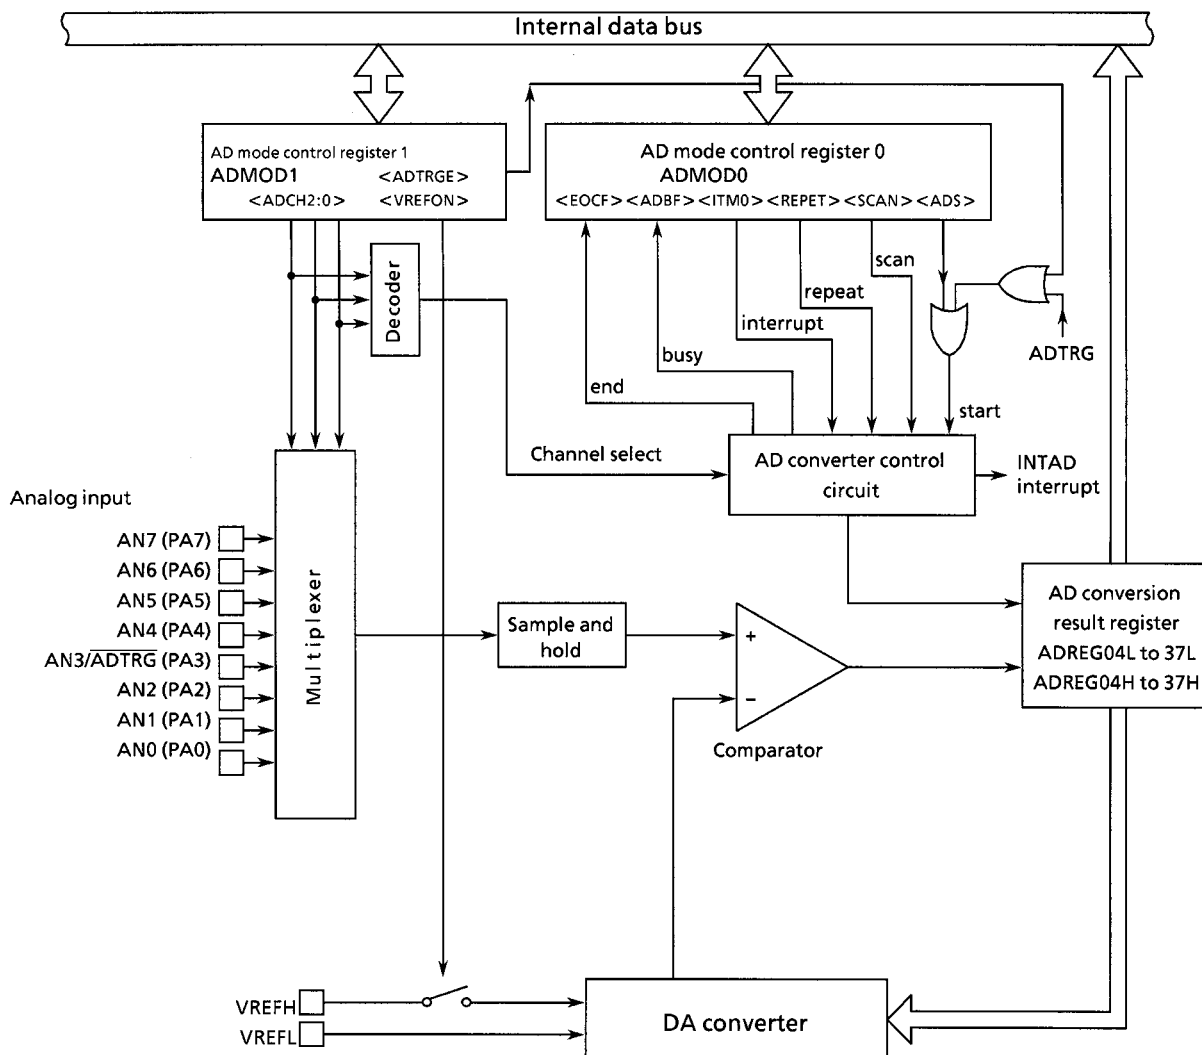 Internal data bus
AD mode control register 1
ADMOD1 <ADTRGE>
<ADCH2:0> <VREFON>
AD mode control register 0
ADMOD0
<EOCF> <ADBF> <ITM0> <REPET> <SCAN> <ADS>
Decoder
scan
repeat
interrupt
busy
end
ADTRG
start
Channel select
AD converter control
circuit
INTAD
interrupt
Analog input
AN7 (PA7)
AN6 (PA6)
AN5 (PA5)
AN4 (PA4)
AN3/ADTRG (PA3)
AN2 (PA2)
AN1 (PA1)
AN0 (PA0)
Multiplexer
Sample and
hold
+
−
Comparator
AD conversion
result register
ADREG04L to 37L
ADREG04H to 37H
VREFH
VREFL
DA converter